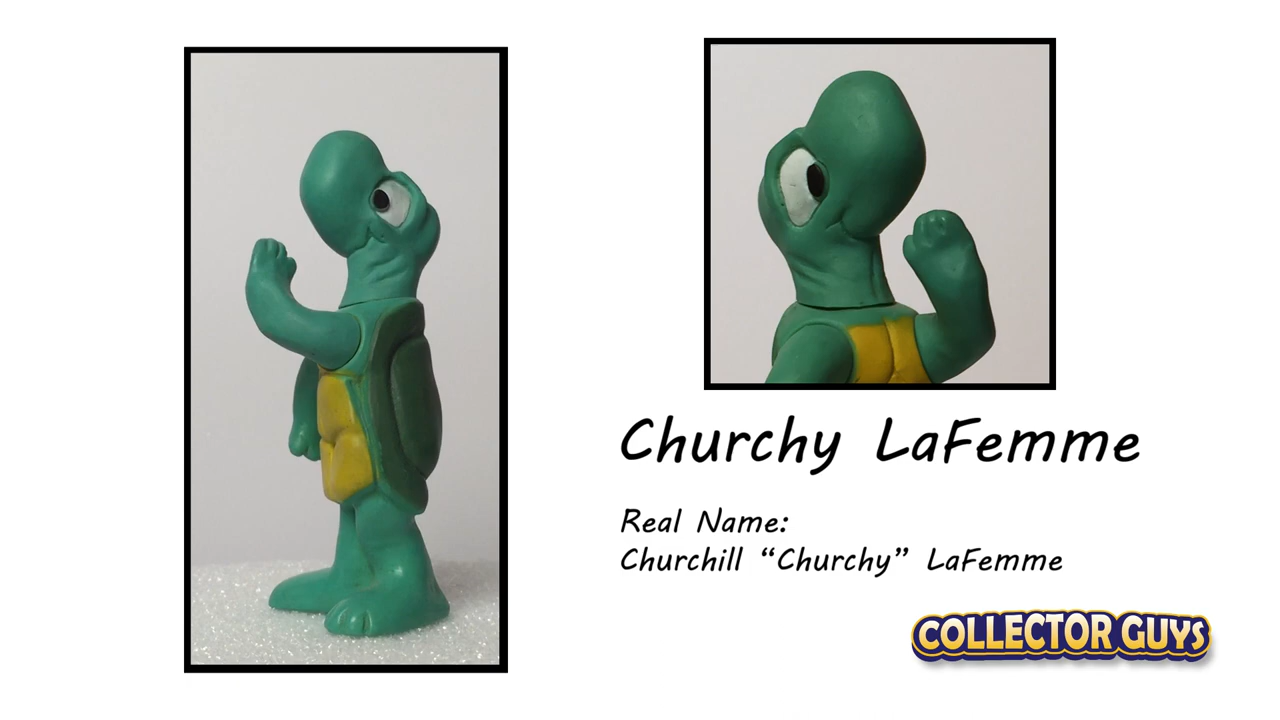 Churchy LaFemme
Real Name:
Churchill “Churchy” LaFemme
COLLECTOR GUYS